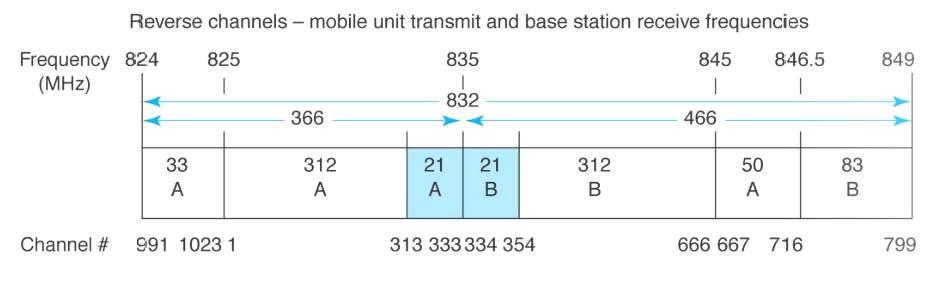 Reverse channels – mobile unit transmit and base station receive frequencies
Frequency 824 825 835 845 846.5 849
(MHz)
832
366 466
33 312 21 21 312 50 83
A A A B B A B
Channel # 991 1023 1 313 333 334 354 666 667 716 799